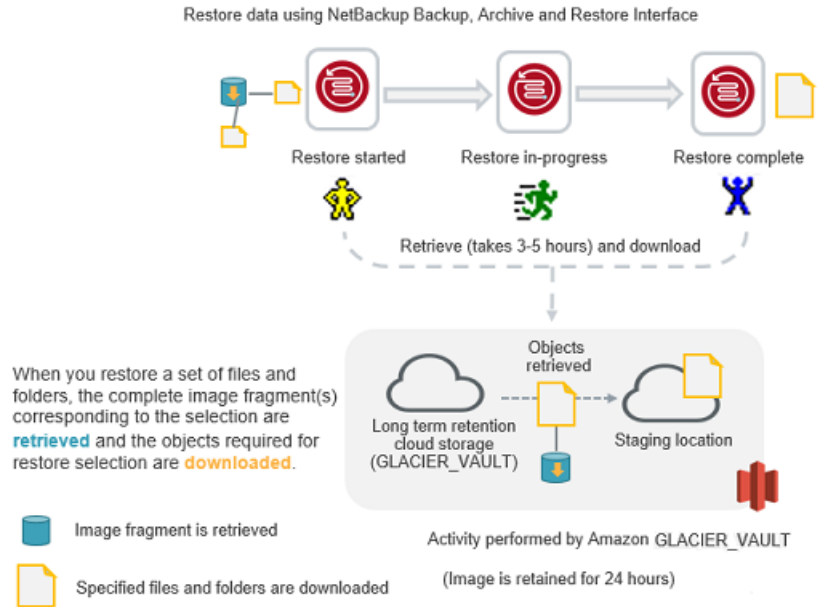 Restore data using NetBackup Backup, Archive and Restore Interface
Restore started
Restore in-progress
Restore complete
Retrieve (takes 3-5 hours) and download
When you restore a set of files and
folders, the complete image fragment(s)
corresponding to the selection are
retrieved and the objects required for
restore selection are downloaded.
Objects
retrieved
Long term retention
cloud storage
(GLACIER_VAULT)
Staging location
Image fragment is retrieved
Specified files and folders are downloaded
Activity performed by Amazon GLACIER_VAULT
(Image is retained for 24 hours)